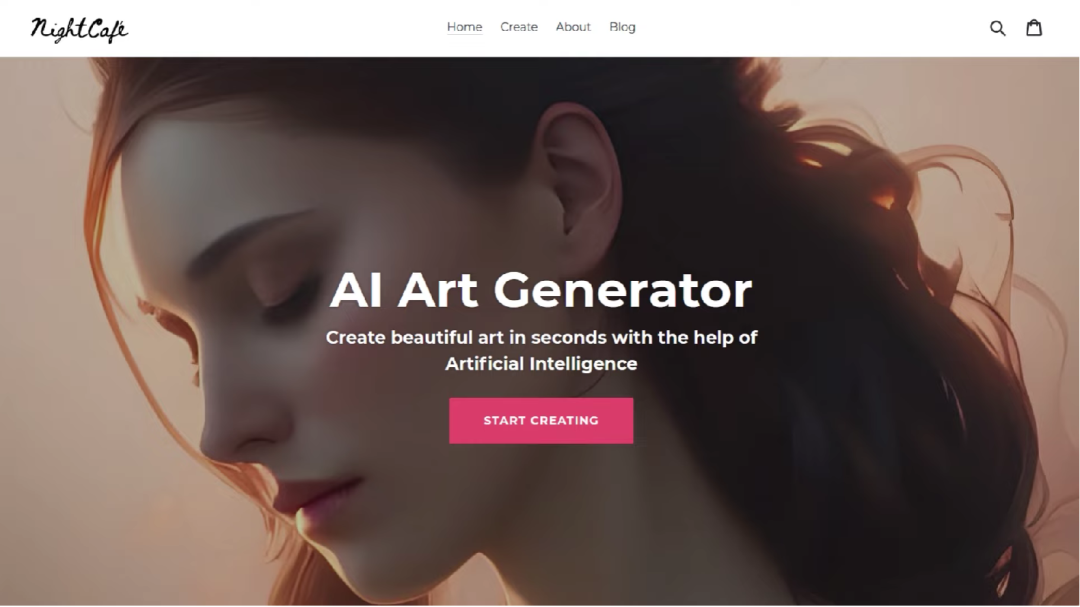 NightCafé
Home Create About Blog
AI Art Generator
Create beautiful art in seconds with the help of
Artificial Intelligence
START CREATING